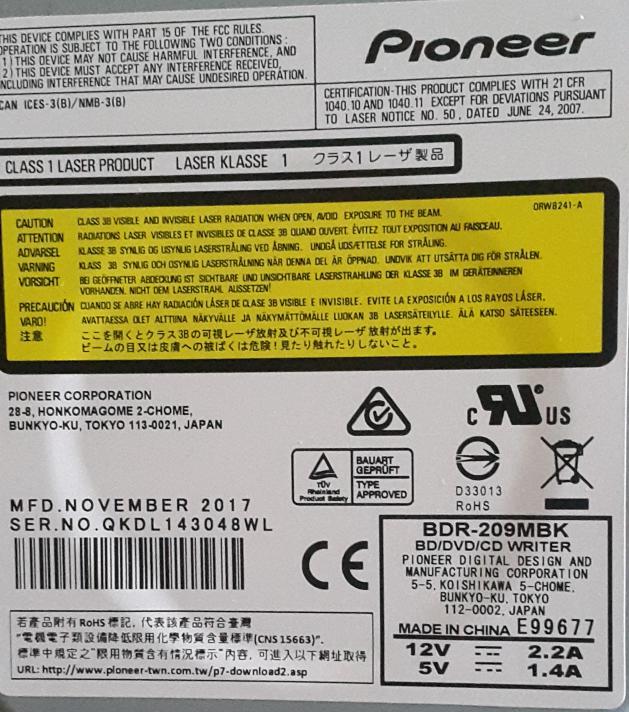 THIS DEVICE COMPLIES WITH PART 15 OF THE FCC RULES.
OPERATION IS SUBJECT TO THE FOLLOWING TWO CONDITIONS :
1) THIS DEVICE MAY NOT CAUSE HARMFUL INTERFERENCE, AND
2) THIS DEVICE MUST ACCEPT ANY INTERFERENCE RECEIVED,
INCLUDING INTERFERENCE THAT MAY CAUSE UNDESIRED OPERATION.
CAN ICES-3(B)/NMB-3(B)
Pioneer
CERTIFICATION-THIS PRODUCT COMPLIES WITH 21 CFR
1040.10 AND 1040.11 EXCEPT FOR DEVIATIONS PURSUANT
TO LASER NOTICE NO. 50, DATED JUNE 24, 2007.
CLASS 1 LASER PRODUCT LASER KLASSE 1 クラス1レーザ製品
ORW8241-A
CAUTION CLASS 3B VISIBLE AND INVISIBLE LASER RADIATION WHEN OPEN, AVOID EXPOSURE TO THE BEAM.
ATTENTION RADIATIONS LASER VISIBLES ET INVISIBLES DE CLASSE 3B QUAND OUVERT. ÉVITEZ TOUT EXPOSITION AU FAISCEAU.
ADVARSEL KLASSE 3B SYNLIG OG USYNLIG LASERSTRÅLING VED ÅBNING. UNDGÅ UDSÆTTELSE FOR STRÅLING.
VARNING KLASS 3B SYNLIG OCH OSYNLIG LASERSTRÅLNING NÄR DENNA DEL ÄR ÖPPNAD. UNDVIK ATT UTSÄTTA DIG FÖR STRÅLEN.
VORSICHT BEI GEÖFFNETER ABDECKUNG IST SICHTBARE UND UNSICHTBARE LASERSTRAHLUNG DER KLASSE 3B IM GERÄTEINNEREN
VORHANDEN. NICHT DEM LASERSTRAHL AUSSETZEN!
PRECAUCIÓN CUANDO SE ABRE HAY RADIACIÓN LÁSER DE CLASE 3B VISIBLE E INVISIBLE. EVITE LA EXPOSICIÓN A LOS RAYOS LÁSER.
VARO! AVATTAESSA OLET ALTTIINA NÄKYVÄLLE JA NÄKYMÄTTÖMÄLLE LUOKAN 3B LASERSÄTEILYLLE. ÄLÄ KATSO SÄTEESEEN.
注意 ここを開くとクラス3Bの可視レーザ放射及び不可視レーザ放射が出ます。
ビームの目又は皮膚への被ばくは危険!見たり触れたりしないこと。
PIONEER CORPORATION
28-8, HONKOMAGOME 2-CHOME,
BUNKYO-KU, TOKYO 113-0021, JAPAN
c RU ® US
TÜV
Rheinland
Product Safety
BAUART
GEPRÜFT
TYPE
APPROVED
D33013
RoHS
MFD.NOVEMBER 2017
SER.NO.QKDL143048WL
CE
BDR-209MBK
BD/DVD/CD WRITER
PIONEER DIGITAL DESIGN AND
MANUFACTURING CORPORATION
5-5, KOISHIKAWA 5-CHOME,
BUNKYO-KU, TOKYO
112-0002, JAPAN
MADE IN CHINA E99677
12V 2.2A
5V 1.4A
若產品附有RoHS標記, 代表該產品符合臺灣
"電機電子類設備降低限用化學物質含量標準(CNS 15663)".
標準中規定之"限用物質含有情況標示"內容, 可進入以下網址取得
URL: http://www.pioneer-twn.com.tw/p7-download2.asp